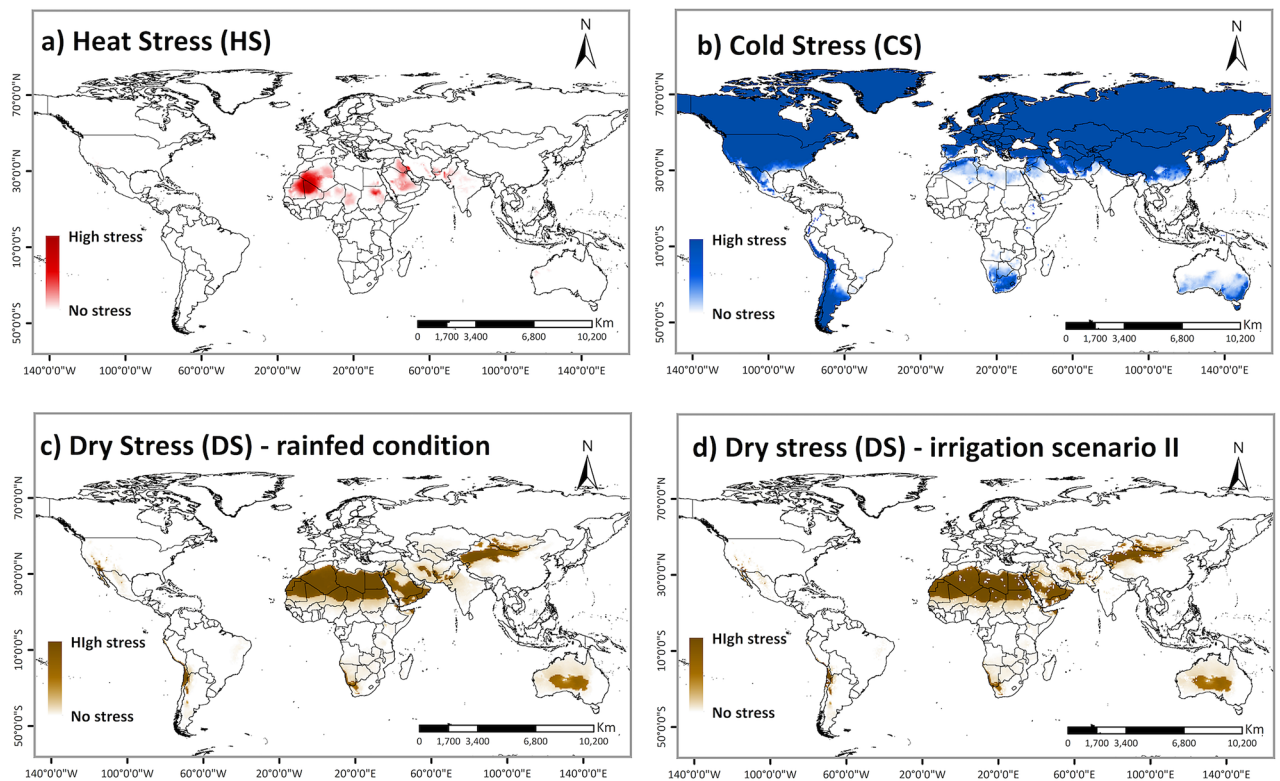 a) Heat Stress (HS)
N
70°0'0"N
30°0'0"N
10°0'0"S
50°0'0"S
High stress
No stress
Km
0 1,700 3,400 6,800 10,200
140°0'0"W 100°0'0"W 60°0'0"W 20°0'0"W 20°0'0"E 60°0'0"E 100°0'0"E 140°0'0"E
b) Cold Stress (CS)
N
70°0'0"N
30°0'0"N
10°0'0"S
50°0'0"S
High stress
No stress
Km
0 1,700 3,400 6,800 10,200
140°0'0"W 100°0'0"W 60°0'0"W 20°0'0"W 20°0'0"E 60°0'0"E 100°0'0"E 140°0'0"E
c) Dry Stress (DS) - rainfed condition
N
70°0'0"N
30°0'0"N
10°0'0"S
50°0'0"S
HIgh stress
No stress
Km
0 1,700 3,400 6,800 10,200
140°0'0"W 100°0'0"W 60°0'0"W 20°0'0"W 20°0'0"E 60°0'0"E 100°0'0"E 140°0'0"E
d) Dry stress (DS) - irrigation scenario II
N
70°0'0"N
30°0'0"N
10°0'0"S
50°0'0"S
HIgh stress
No stress
Km
0 1,700 3,400 6,800 10,200
140°0'0"W 100°0'0"W 60°0'0"W 20°0'0"W 20°0'0"E 60°0'0"E 100°0'0"E 140°0'0"E